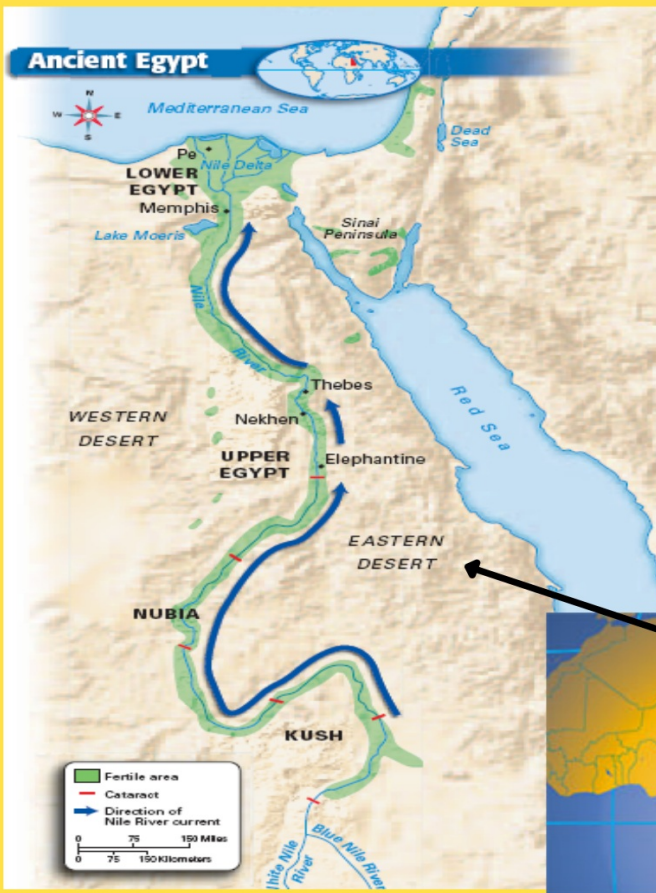 Ancient Egypt
N
W
E
S
Mediterranean Sea
Dead
Sea
Pe
Nile Delta
LOWER
EGYPT
Memphis
Lake Moeris
Sinai
Peninsula
Nile
River
Thebes
Red Sea
WESTERN
DESERT
Nekhen
UPPER
EGYPT
Elephantine
EASTERN
DESERT
NUBIA
KUSH
Fertile area
Cataract
Direction of
Nile River current
0 75 150 Miles
0 75 150 Kilometers
hite Nile
River
Blue Nile River